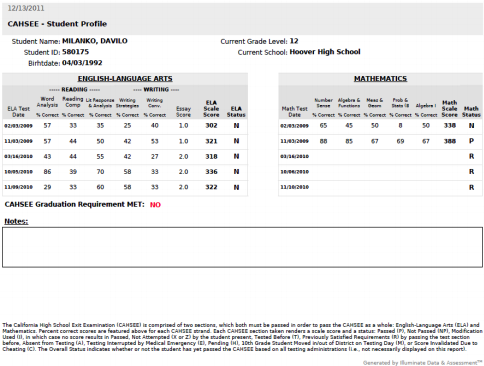 12/13/2011
CAHSEE - Student Profile
Student Name: MILANKO, DAVILO Current Grade Level: 12
Student ID: 580175 Current School: Hoover High School
Birthdate: 04/03/1992
ENGLISH-LANGUAGE ARTS MATHEMATICS
----- READING ----- ---- WRITING ----
ELA Test Date Word Analysis % Correct Reading Comp % Correct Lit Response & Analysis % Correct Writing Strategies % Correct Writing Conv. % Correct Essay Score ELA Scale Score ELA Status
02/03/2009 57 33 35 25 40 1.0 302 N
11/03/2009 57 44 50 42 53 1.0 321 N
03/16/2010 43 44 55 42 27 2.0 318 N
10/05/2010 86 39 70 58 33 2.0 336 N
11/09/2010 29 33 60 58 33 2.0 322 N
Math Test Date Number Sense % Correct Algebra & Functions % Correct Meas & Geom % Correct Prob & Stats % Correct Algebra I % Correct Math Scale Score Math Status
02/03/2009 65 45 50 8 50 338 N
11/03/2009 88 85 67 69 67 388 P
03/16/2010 R
10/06/2010 R
11/10/2010 R
CAHSEE Graduation Requirement MET: NO
Notes:
The California High School Exit Examination (CAHSEE) is comprised of two sections, which both must be passed in order to pass the CAHSEE as a whole: English-Language Arts (ELA) and
Mathematics. Percent correct scores are featured above for each CAHSEE strand. Each CAHSEE section taken renders a scale score and a status: Passed (P), Not Passed (NP), Modification
Used (I), in which case no score results in Passed, Not Attempted (X or Z) by the student present, Tested Before (T), Previously Satisfied Requirements (R) by passing the test section
before, Absent from Testing (A), Testing Interrupted by Medical Emergency (E), Pending (H), 10th Grade Student Moved in/out of District on Testing Day (M), or Score Invalidated Due to
Cheating (C). The Overall Status indicates whether or not the student has yet passed the CAHSEE based on all testing administrations (i.e., not necessarily displayed on this report).
Generated by Illuminate Data & Assessment™